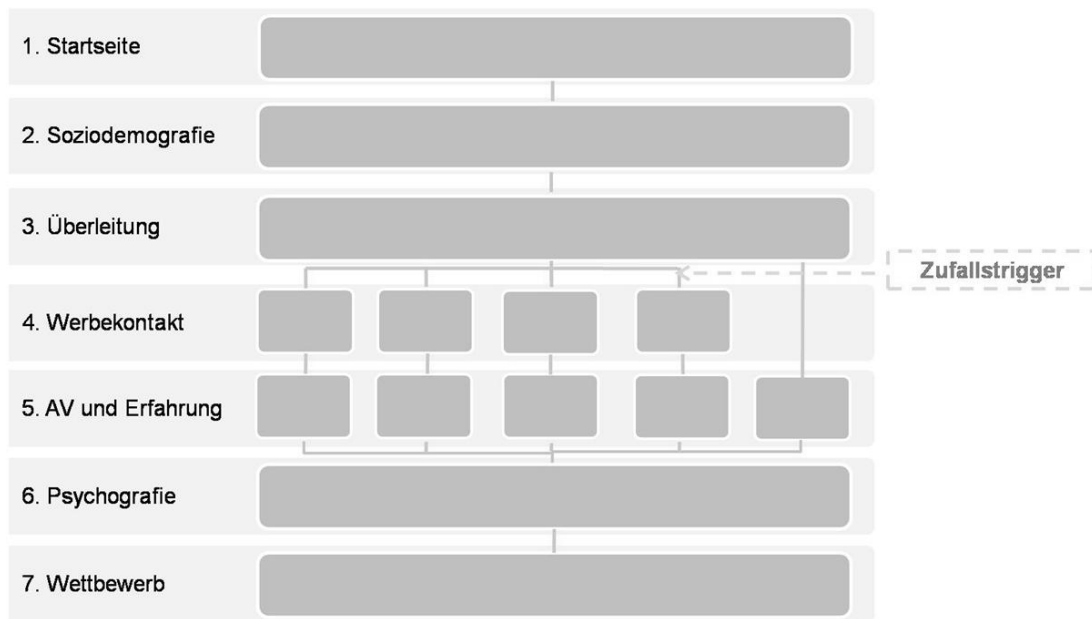 1. Startseite
2. Soziodemografie
3. Überleitung
Zufallstrigger
4. Werbekontakt
5. AV und Erfahrung
6. Psychografie
7. Wettbewerb